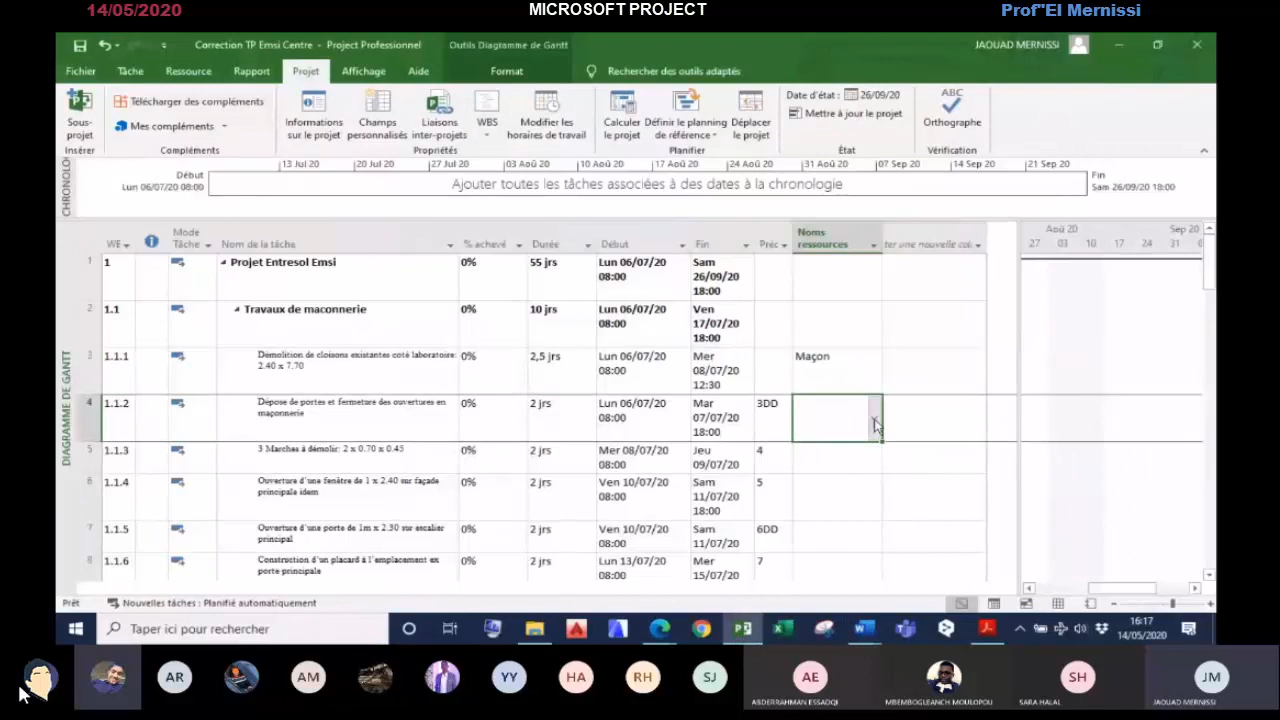 14/05/2020
MICROSOFT PROJECT
Prof"El Mernissi
Correction TP Emsi Centre - Project Professionnel
Outils Diagramme de Gantt
JAOUAD MERNISSI
Fichier
Tâche
Ressource
Rapport
Projet
Affichage
Aide
Format
Rechercher des outils adaptés
Sous-
projet
Insérer
Télécharger des compléments
Mes compléments
Compléments
Informations
sur le projet
Champs
personnalisés
Liaisons
inter-projets
WBS
Modifier les
horaires de travail
Propriétés
Calculer
le projet
Définir le planning
de référence
Déplacer
le projet
Planifier
Date d'état : 26/09/20
Mettre à jour le projet
État
ABC
Orthographe
Vérification
CHRONOLO
13 Jul 20
20 Jul 20
27 Jul 20
03 Aoû 20
10 Aoû 20
17 Aoû 20
24 Aoû 20
31 Aoû 20
07 Sep 20
14 Sep 20
21 Sep 20
Début
Lun 06/07/20 08:00
Ajouter toutes les tâches associées à des dates à la chronologie
Fin
Sam 26/09/20 18:00
DIAGRAMME DE GANTT
WE
Mode
Tâche
Nom de la tâche
% achevé
Durée
Début
Fin
Préc
Noms
ressources
ter une nouvelle col.
Aoû 20
Sep 20
27 03 10 17 24 31 0
1
1
Projet Entresol Emsi
0%
55 jrs
Lun 06/07/20
08:00
Sam
26/09/20
18:00
2
1.1
Travaux de maconnerie
0%
10 jrs
Lun 06/07/20
08:00
Ven
17/07/20
18:00
3
1.1.1
Démolition de cloisons existantes coté laboratoire:
2.40 x 7.70
0%
2,5 jrs
Lun 06/07/20
08:00
Mer
08/07/20
12:30
Maçon
4
1.1.2
Dépose de portes et fermeture des ouvertures en
maçonnerie
0%
2 jrs
Lun 06/07/20
08:00
Mar
07/07/20
18:00
3DD
5
1.1.3
3 Marches à démolir: 2 x 0.70 x 0.45
0%
2 jrs
Mer 08/07/20
08:00
Jeu
09/07/20
4
6
1.1.4
Ouverture d'une fenêtre de 1 x 2.40 sur façade
principale idem
0%
2 jrs
Ven 10/07/20
08:00
Sam
11/07/20
18:00
5
7
1.1.5
Ouverture d'une porte de 1m x 2.30 sur escalier
principal
0%
2 jrs
Ven 10/07/20
08:00
Sam
11/07/20
6DD
8
1.1.6
Construction d'un placard à l'emplacement ex
porte principale
0%
2 jrs
Lun 13/07/20
08:00
Mer
15/07/20
7
Prêt
Nouvelles tâches : Planifié automatiquement
Taper ici pour rechercher
16:17
14/05/2020
AR
AM
YY
HA
RH
SJ
AE
SH
JM
ABDERRAHMAN ESSADQI
MBEMBOGLEANCH MOULOPOU
SARA HALAL
JAOUAD MERNISSI